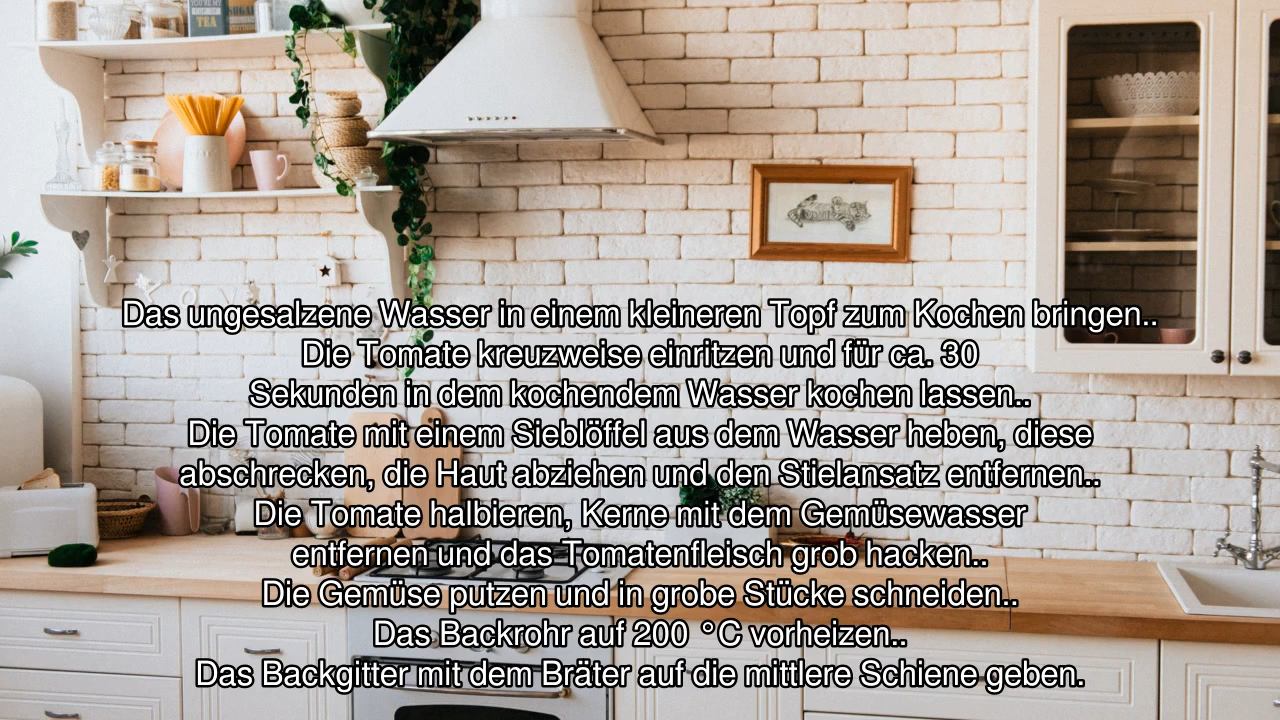 Das ungesalzene Wasser in einem kleineren Topf zum Kochen bringen..
Die Tomate kreuzweise einritzen und für ca. 30
Sekunden in dem kochendem Wasser kochen lassen..
Die Tomate mit einem Sieblöffel aus dem Wasser heben, diese
abschrecken, die Haut abziehen und den Stielansatz entfernen..
Die Tomate halbieren, Kerne mit dem Gemüsewasser
entfernen und das Tomatenfleisch grob hacken..
Die Gemüse putzen und in grobe Stücke schneiden..
Das Backrohr auf 200 °C vorheizen..
Das Backgitter mit dem Bräter auf die mittlere Schiene geben.